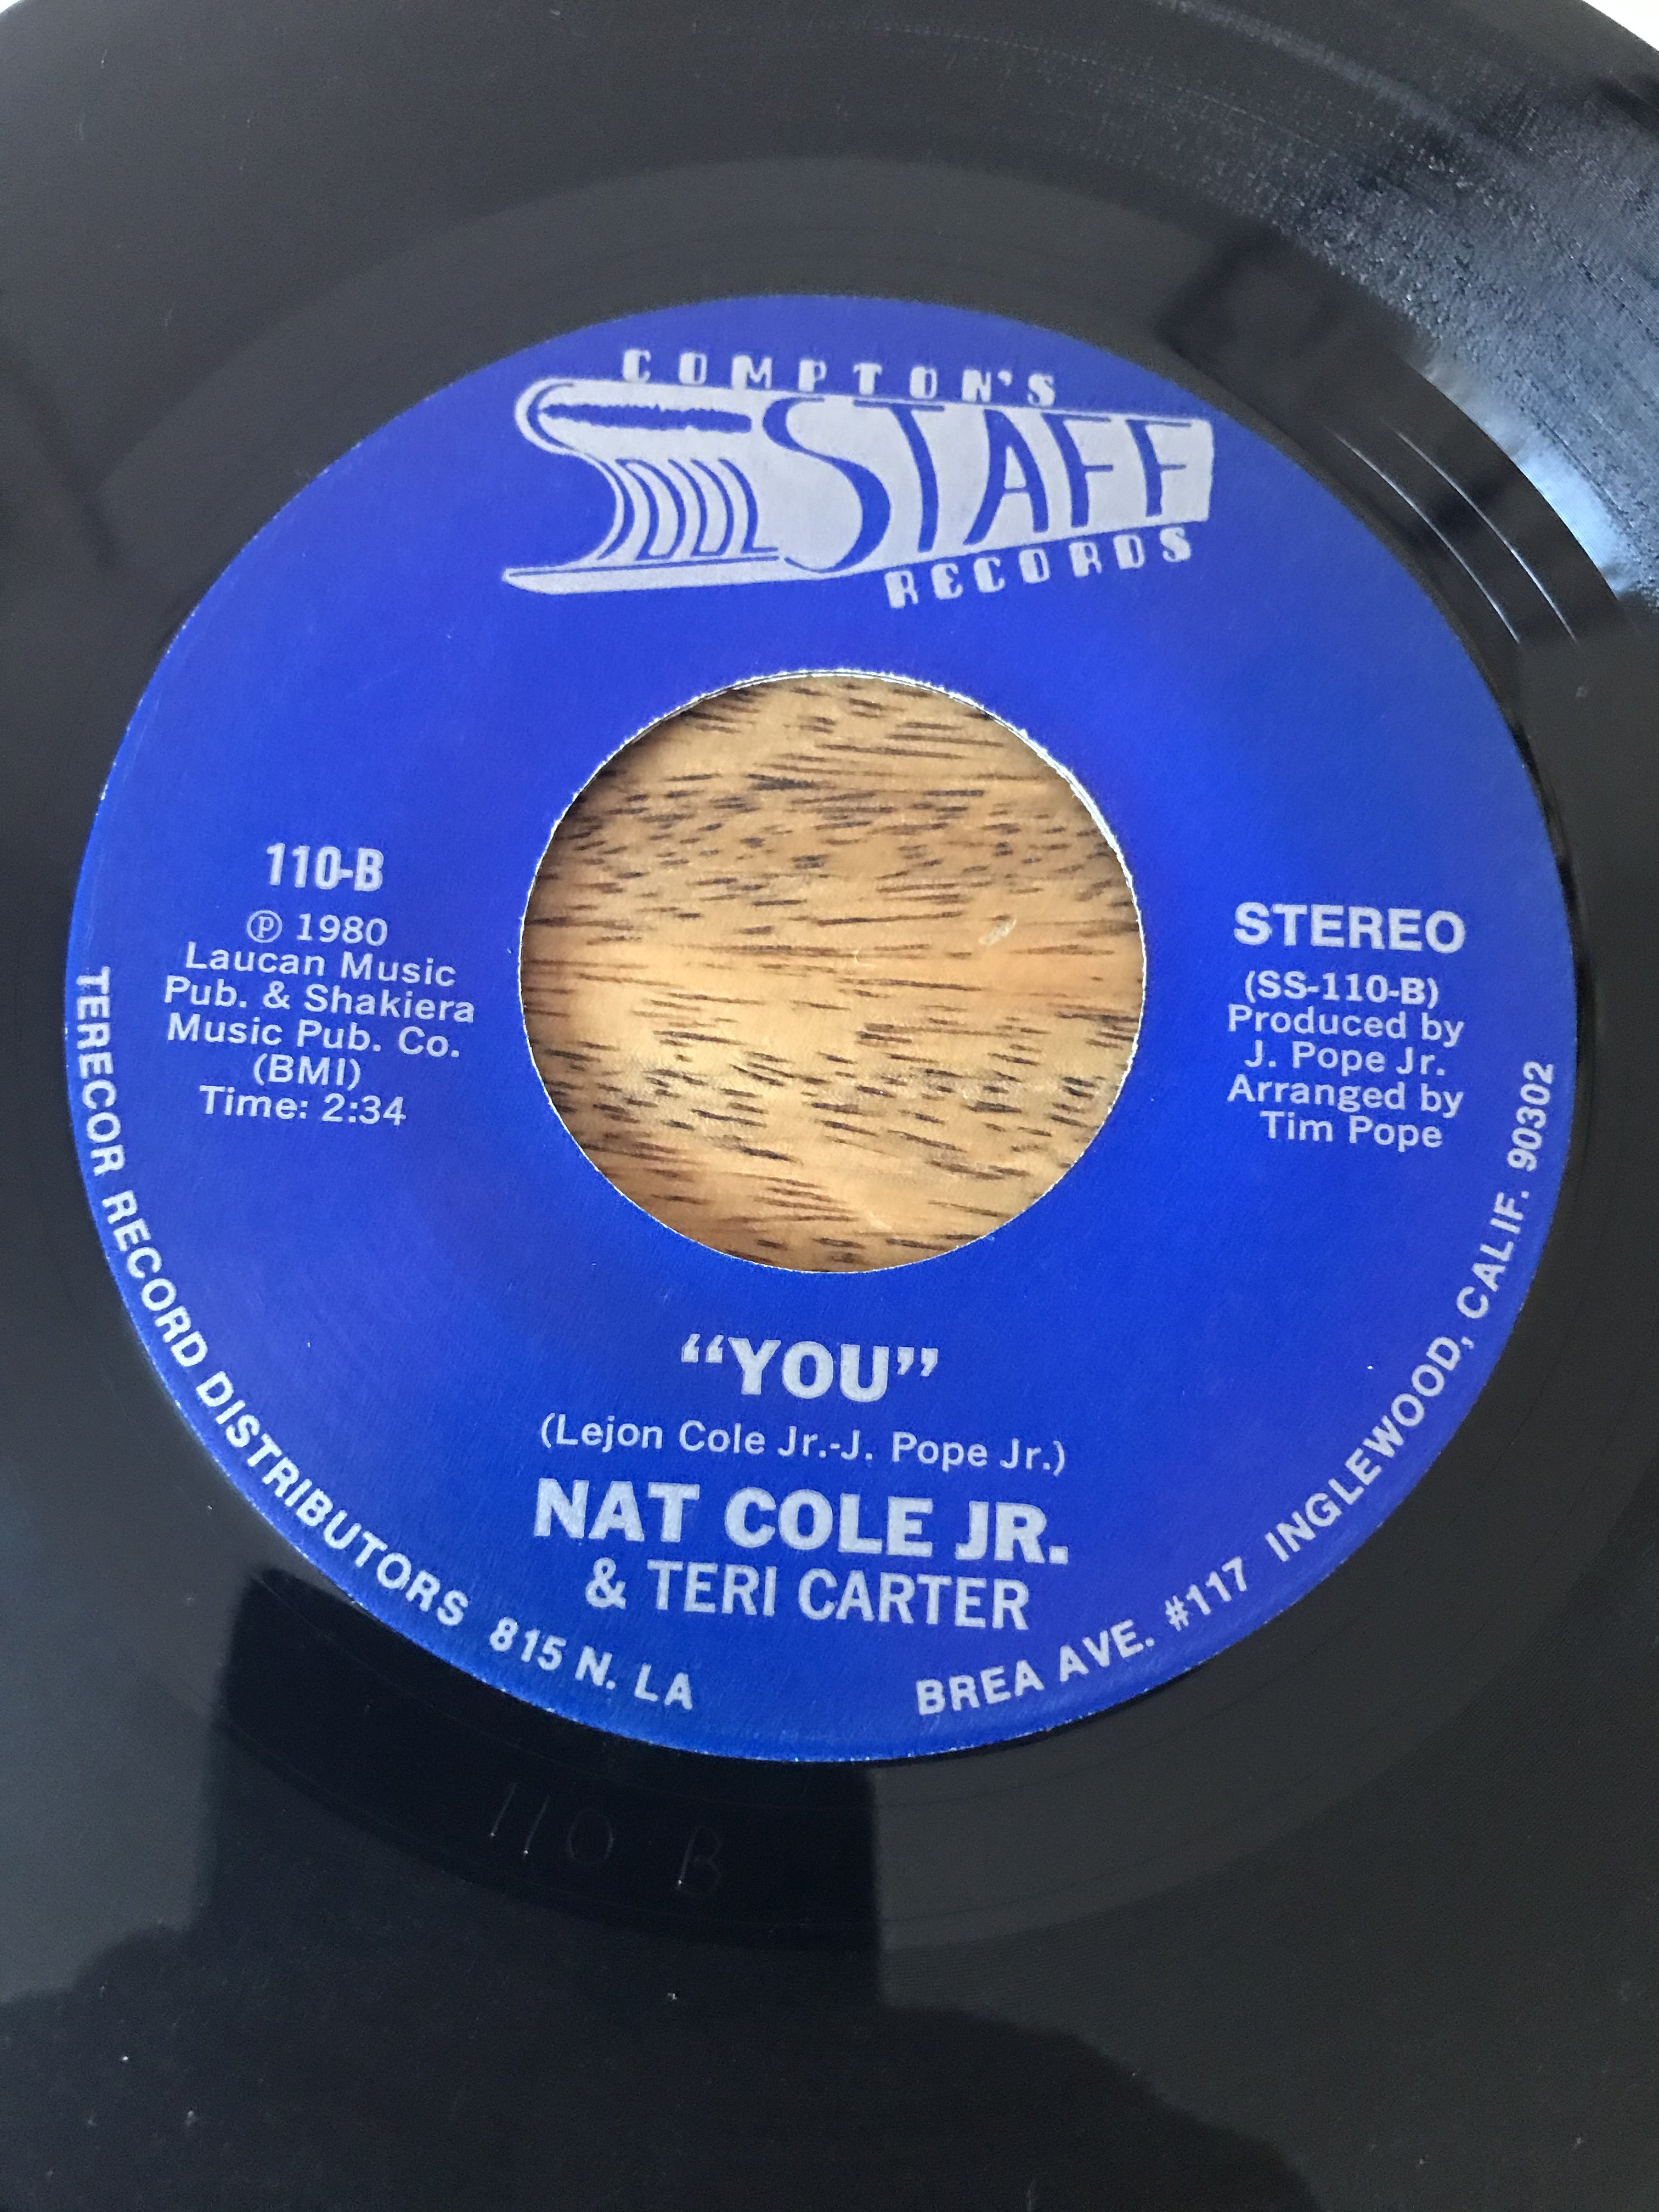 COMPTON'S
SOUL STAFF
RECORDS
110-B
℗ 1980
Laucan Music
Pub. & Shakiera
Music Pub. Co.
(BMI)
Time: 2:34
STEREO
(SS-110-B)
Produced by
J. Pope Jr.
Arranged by
Tim Pope
“YOU”
(Lejon Cole Jr.-J. Pope Jr.)
NAT COLE JR.
& TERI CARTER
TERECOR RECORD DISTRIBUTORS 815 N. LA BREA AVE. #117 INGLEWOOD, CALIF. 90302
110 B